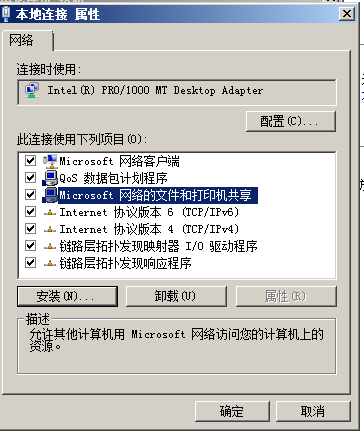 本地连接 属性
网络
连接时使用:
Intel(R) PRO/1000 MT Desktop Adapter
配置(C)...
此连接使用下列项目(O):
Microsoft 网络客户端
QoS 数据包计划程序
Microsoft 网络的文件和打印机共享
Internet 协议版本 6 (TCP/IPv6)
Internet 协议版本 4 (TCP/IPv4)
链路层拓扑发现映射器 I/O 驱动程序
链路层拓扑发现响应程序
安装(N)...
卸载(U)
属性(R)
描述
允许其他计算机用 Microsoft 网络访问您的计算机上的
资源。
确定
取消